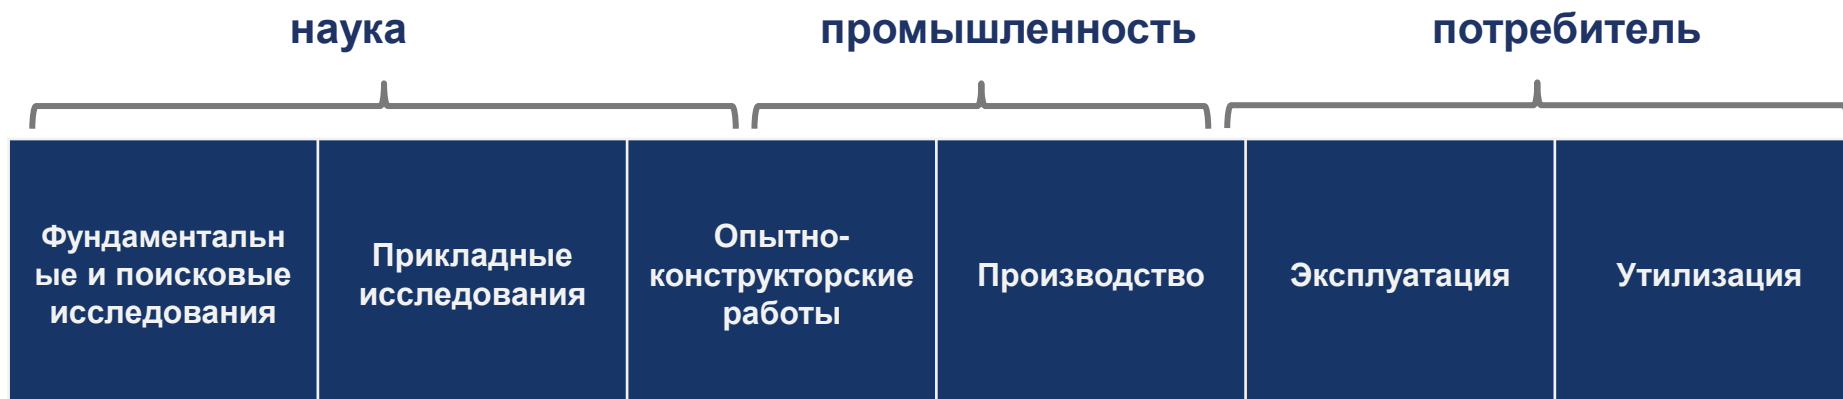 наука
промышленность
потребитель
Фундаментальн
ые и поисковые
исследования
Прикладные
исследования
Опытно-
конструкторские
работы
Производство
Эксплуатация
Утилизация